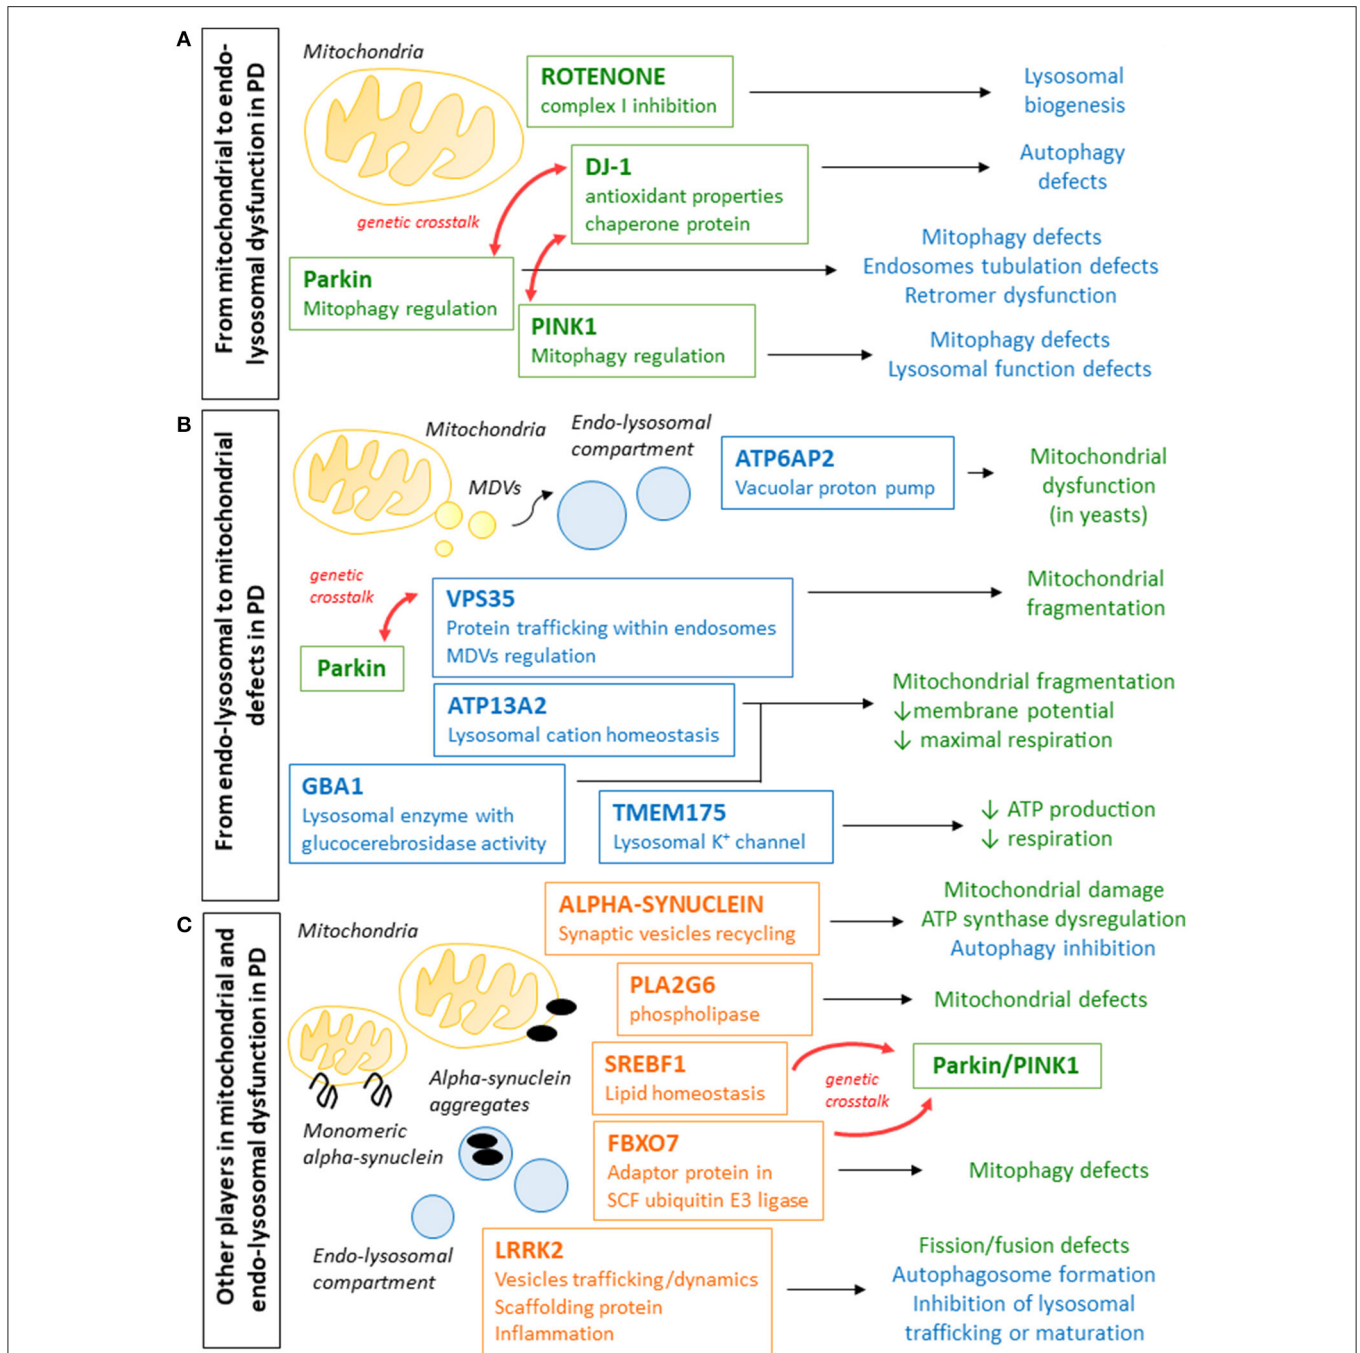 A
From mitochondrial to endo-
lysosomal dysfunction in PD
Mitochondria
ROTENONE
complex I inhibition
Lysosomal
biogenesis
DJ-1
antioxidant properties
chaperone protein
Autophagy
defects
genetic crosstalk
Parkin
Mitophagy regulation
Mitophagy defects
Endosomes tubulation defects
Retromer dysfunction
PINK1
Mitophagy regulation
Mitophagy defects
Lysosomal function defects
B
From endo-lysosomal to mitochondrial
defects in PD
Mitochondria
MDVs
Endo-lysosomal
compartment
ATP6AP2
Vacuolar proton pump
Mitochondrial
dysfunction
(in yeasts)
genetic
crosstalk
Parkin
VPS35
Protein trafficking within endosomes
MDVs regulation
Mitochondrial
fragmentation
ATP13A2
Lysosomal cation homeostasis
Mitochondrial fragmentation
↓membrane potential
↓ maximal respiration
GBA1
Lysosomal enzyme with
glucocerebrosidase activity
TMEM175
Lysosomal K⁺ channel
↓ ATP production
↓ respiration
C
Other players in mitochondrial and
endo-lysosomal dysfunction in PD
Mitochondria
ALPHA-SYNUCLEIN
Synaptic vesicles recycling
Mitochondrial damage
ATP synthase dysregulation
Autophagy inhibition
PLA2G6
phospholipase
Mitochondrial defects
SREBF1
Lipid homeostasis
genetic
crosstalk
Parkin/PINK1
Alpha-synuclein
aggregates
Monomeric
alpha-synuclein
FBXO7
Adaptor protein in
SCF ubiquitin E3 ligase
Mitophagy defects
Endo-lysosomal
compartment
LRRK2
Vesicles trafficking/dynamics
Scaffolding protein
Inflammation
Fission/fusion defects
Autophagosome formation
Inhibition of lysosomal
trafficking or maturation